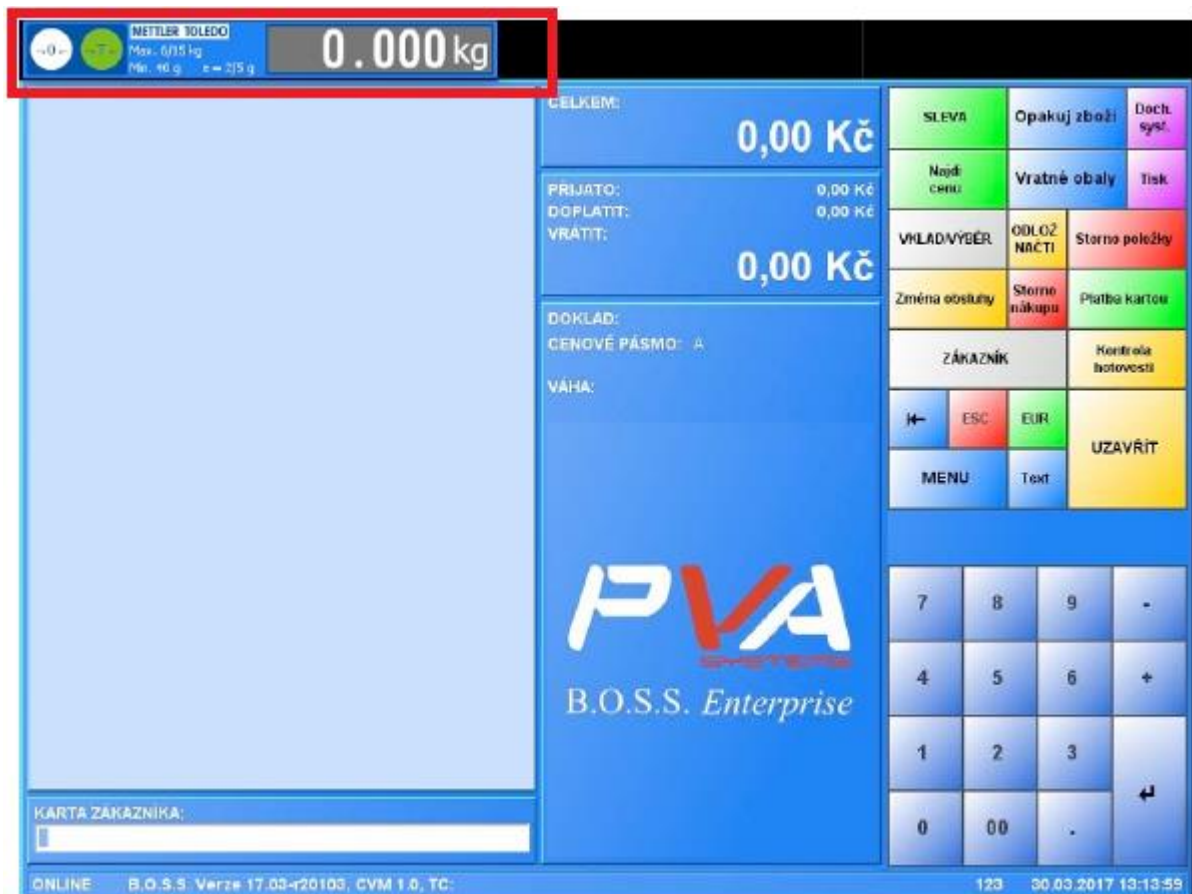 →0←
→T←
METTLER TOLEDO
Max. 6/15 kg
Min. 40 g e = 2/5 g
0.000 kg
CELKEM:
0,00 Kč
PŘIJATO: 0,00 Kč
DOPLATIT: 0,00 Kč
VRÁTIT:
0,00 Kč
DOKLAD:
CENOVÉ PÁSMO: A
VÁHA:
PVA
SYSTEMS
B.O.S.S. Enterprise
KARTA ZÁKAZNÍKA:
SLEVA
Opakuj zboží
Doch.
syst.
Najdi
cenu
Vratné obaly
Tisk
VKLAD/VÝBĚR
ODLOŽ
NAČTI
Storno položky
Změna obsluhy
Storno
nákupu
Platba kartou
ZÁKAZNÍK
Kontrola
hotovosti
ESC
EUR
UZAVŘÍT
MENU
Text
7 8 9 -
4 5 6 +
1 2 3
0 00 .
ONLINE B.O.S.S. Verze 17.03-r20103, CVM 1.0, TC: 123 30.03.2017 13:13:59